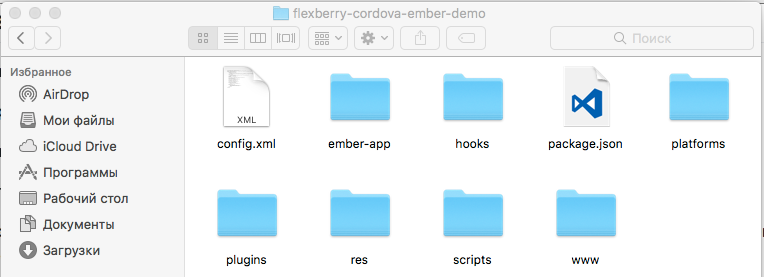 flexberry-cordova-ember-demo
Поиск
Избранное
AirDrop
Мои файлы
iCloud Drive
Программы
Рабочий стол
Документы
Загрузки
XML
config.xml
ember-app
hooks
package.json
platforms
plugins
res
scripts
www